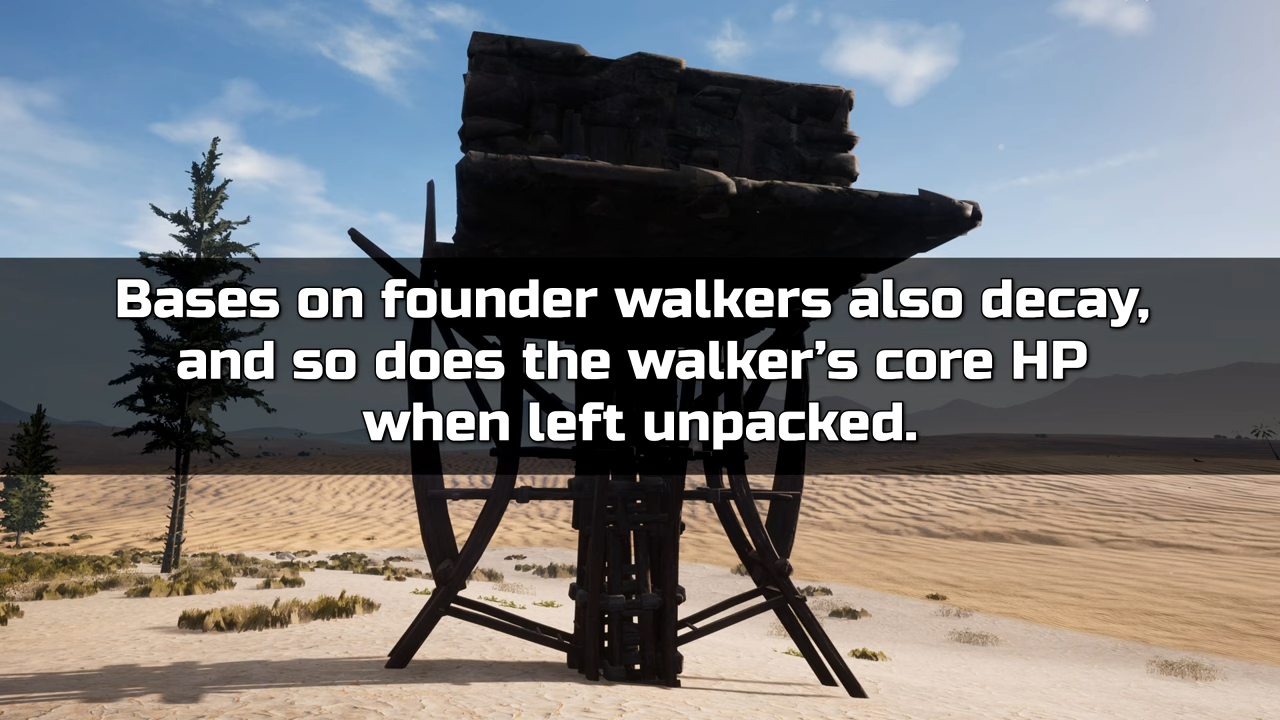 Bases on founder walkers also decay,
and so does the walker’s core HP
when left unpacked.